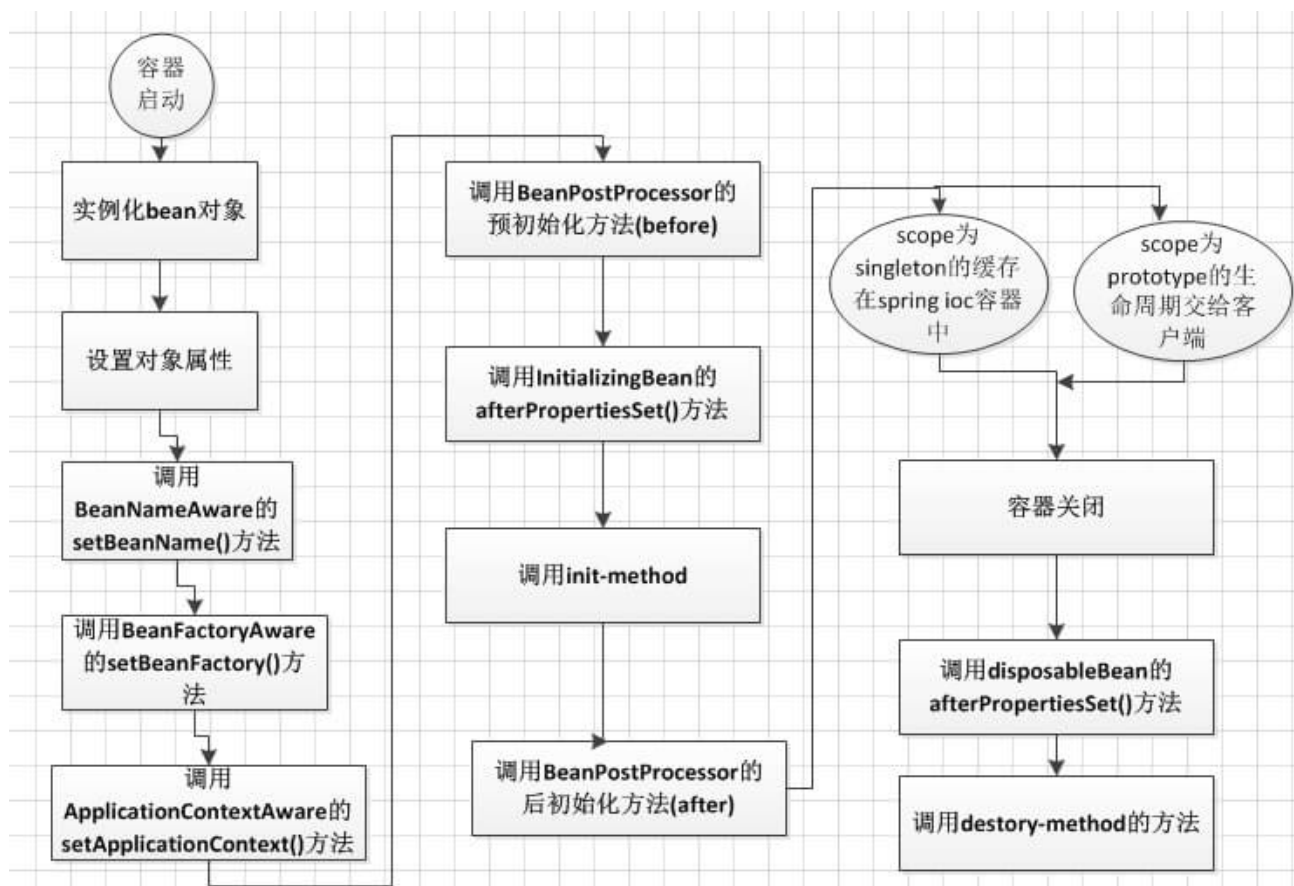 容器
启动
实例化bean对象
设置对象属性
调用
BeanNameAware的
setBeanName()方法
调用BeanFactoryAware
的setBeanFactory()方
法
调用
ApplicationContextAware的
setApplicationContext()方法
调用BeanPostProcessor的
预初始化方法(before)
调用InitializingBean的
afterPropertiesSet()方法
调用init-method
调用BeanPostProcessor的
后初始化方法(after)
scope为
singleton的缓存
在spring ioc容器
中
scope为
prototype的生
命周期交给客
户端
容器关闭
调用disposableBean的
afterPropertiesSet()方法
调用destory-method的方法